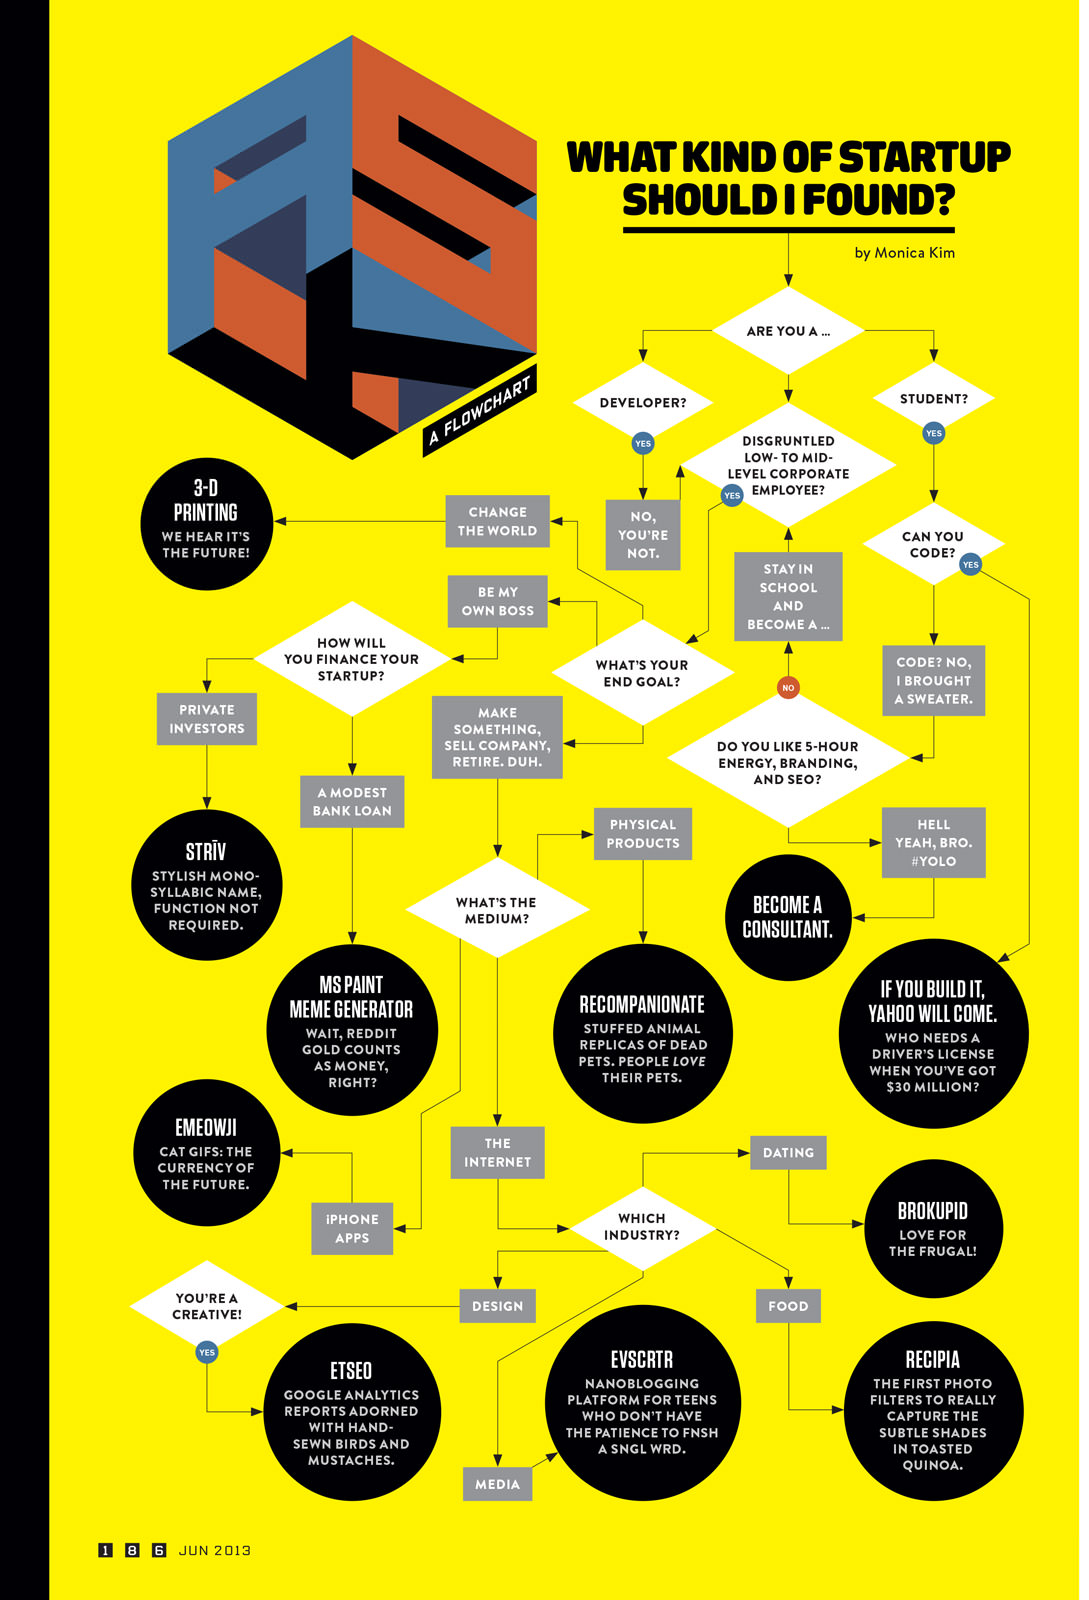 ASK
A FLOWCHART
WHAT KIND OF STARTUP
SHOULD I FOUND?
by Monica Kim
ARE YOU A ...
DEVELOPER?
YES
NO,
YOU'RE
NOT.
DISGRUNTLED
LOW- TO MID-
LEVEL CORPORATE
EMPLOYEE?
YES
STUDENT?
YES
CAN YOU
CODE?
YES
STAY IN
SCHOOL
AND
BECOME A ...
NO
CODE? NO,
I BROUGHT
A SWEATER.
DO YOU LIKE 5-HOUR
ENERGY, BRANDING,
AND SEO?
HELL
YEAH, BRO.
#YOLO
BECOME A
CONSULTANT.
IF YOU BUILD IT,
YAHOO WILL COME.
WHO NEEDS A
DRIVER'S LICENSE
WHEN YOU'VE GOT
$30 MILLION?
WHAT'S YOUR
END GOAL?
CHANGE
THE WORLD
3-D
PRINTING
WE HEAR IT'S
THE FUTURE!
BE MY
OWN BOSS
HOW WILL
YOU FINANCE YOUR
STARTUP?
PRIVATE
INVESTORS
STRĪV
STYLISH MONO-
SYLLABIC NAME,
FUNCTION NOT
REQUIRED.
A MODEST
BANK LOAN
MS PAINT
MEME GENERATOR
WAIT, REDDIT
GOLD COUNTS
AS MONEY,
RIGHT?
MAKE
SOMETHING,
SELL COMPANY,
RETIRE. DUH.
WHAT'S THE
MEDIUM?
PHYSICAL
PRODUCTS
RECOMPANIONATE
STUFFED ANIMAL
REPLICAS OF DEAD
PETS. PEOPLE LOVE
THEIR PETS.
iPHONE
APPS
EMEOWJI
CAT GIFS: THE
CURRENCY OF
THE FUTURE.
THE
INTERNET
WHICH
INDUSTRY?
DATING
BROKUPID
LOVE FOR
THE FRUGAL!
FOOD
RECIPIA
THE FIRST PHOTO
FILTERS TO REALLY
CAPTURE THE
SUBTLE SHADES
IN TOASTED
QUINOA.
DESIGN
YOU'RE A
CREATIVE!
YES
ETSEO
GOOGLE ANALYTICS
REPORTS ADORNED
WITH HAND-
SEWN BIRDS AND
MUSTACHES.
MEDIA
EVSCRTR
NANOBLOGGING
PLATFORM FOR TEENS
WHO DON'T HAVE
THE PATIENCE TO FNSH
A SNGL WRD.
186 JUN 2013